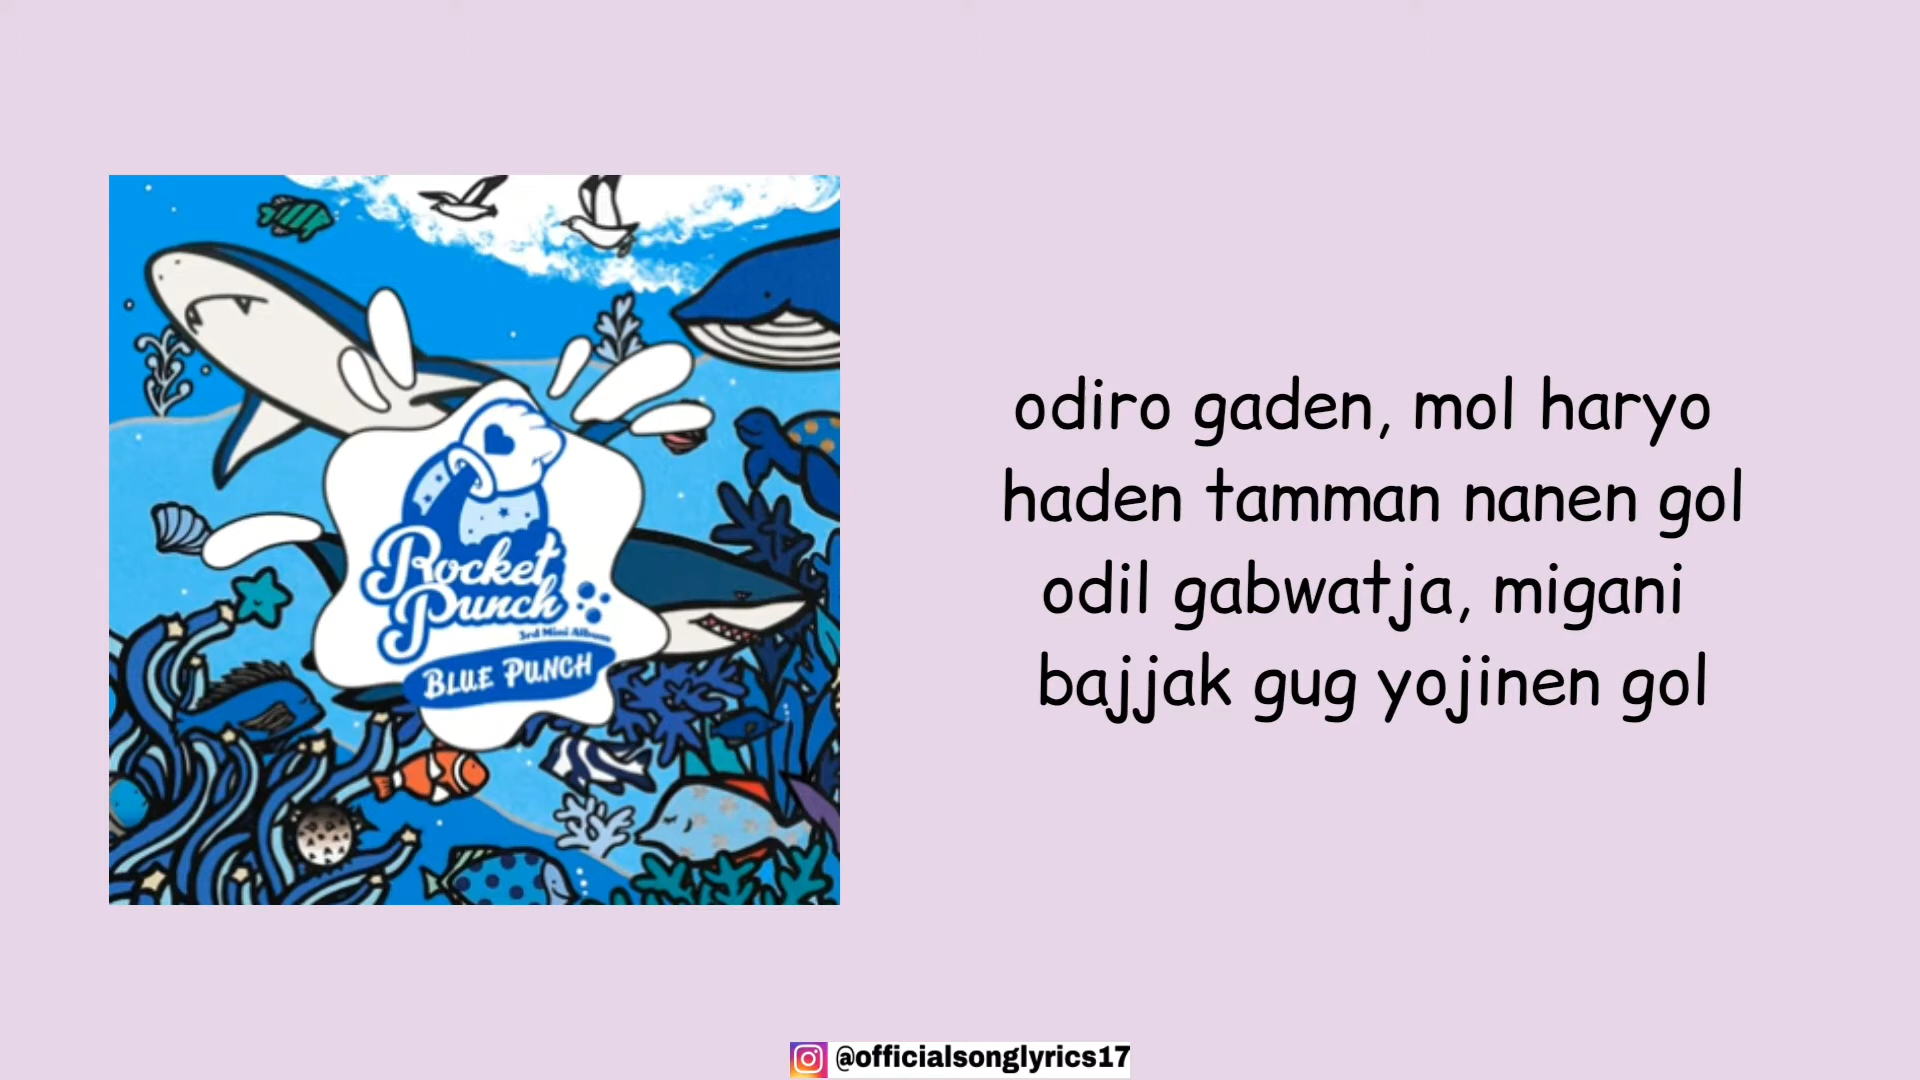 Rocket
Punch
3rd Mini Album
BLUE PUNCH
odiro gaden, mol haryo
haden tamman nanen gol
odil gabwatja, migani
bajjak gug yojinen gol
@officialsonglyrics17